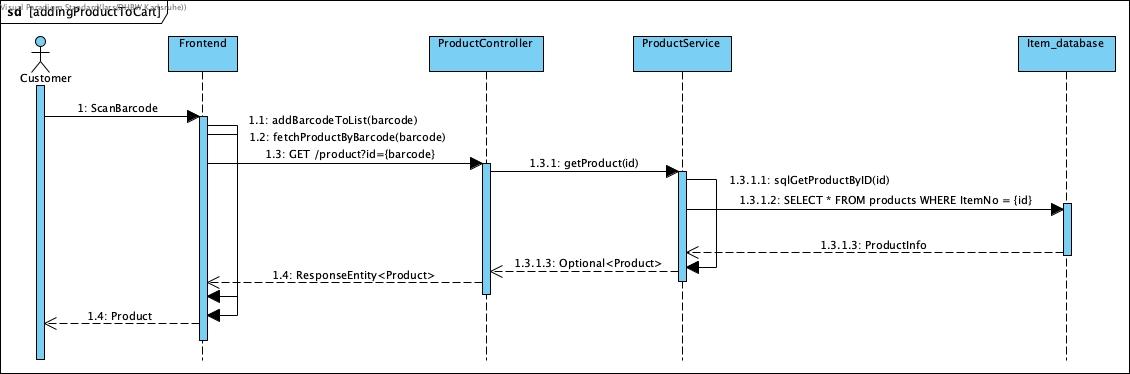 Visual Paradigm Standard(lars(DHBW Karlsruhe))
sd [addingProductToCart]
Frontend
ProductController
ProductService
Item_database
Customer
1: ScanBarcode
1.1: addBarcodeToList(barcode)
1.2: fetchProductByBarcode(barcode)
1.3: GET /product?id={barcode}
1.3.1: getProduct(id)
1.3.1.1: sqlGetProductByID(id)
1.3.1.2: SELECT * FROM products WHERE ItemNo = {id}
1.3.1.3: ProductInfo
1.3.1.3: Optional<Product>
1.4: ResponseEntity<Product>
1.4: Product